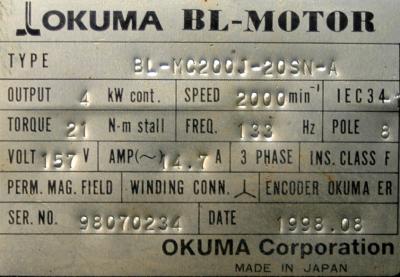 OKUMA BL-MOTOR
TYPE BL-MC200J-20SN-A
OUTPUT 4 kW cont. SPEED 2000 min⁻¹ IEC34-
TORQUE 21 N-m stall FREQ. 133 Hz POLE 8
VOLT 157 V AMP(~) 14.7 A 3 PHASE INS. CLASS F
PERM. MAG. FIELD WINDING CONN. ENCODER OKUMA ER
SER. NO. 98070234 DATE 1998.08
OKUMA Corporation
MADE IN JAPAN